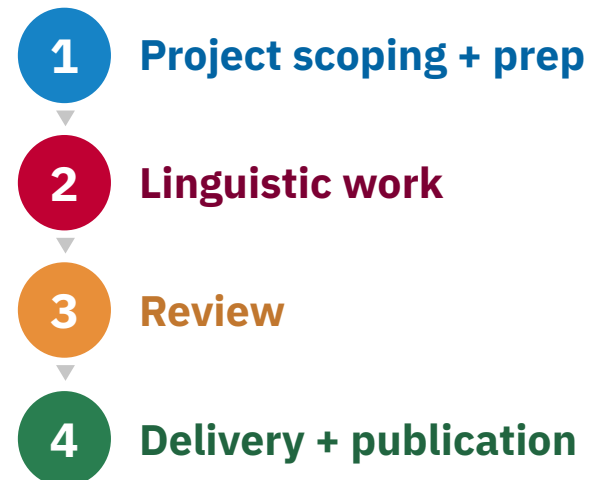 1 Project scoping + prep
2 Linguistic work
3 Review
4 Delivery + publication